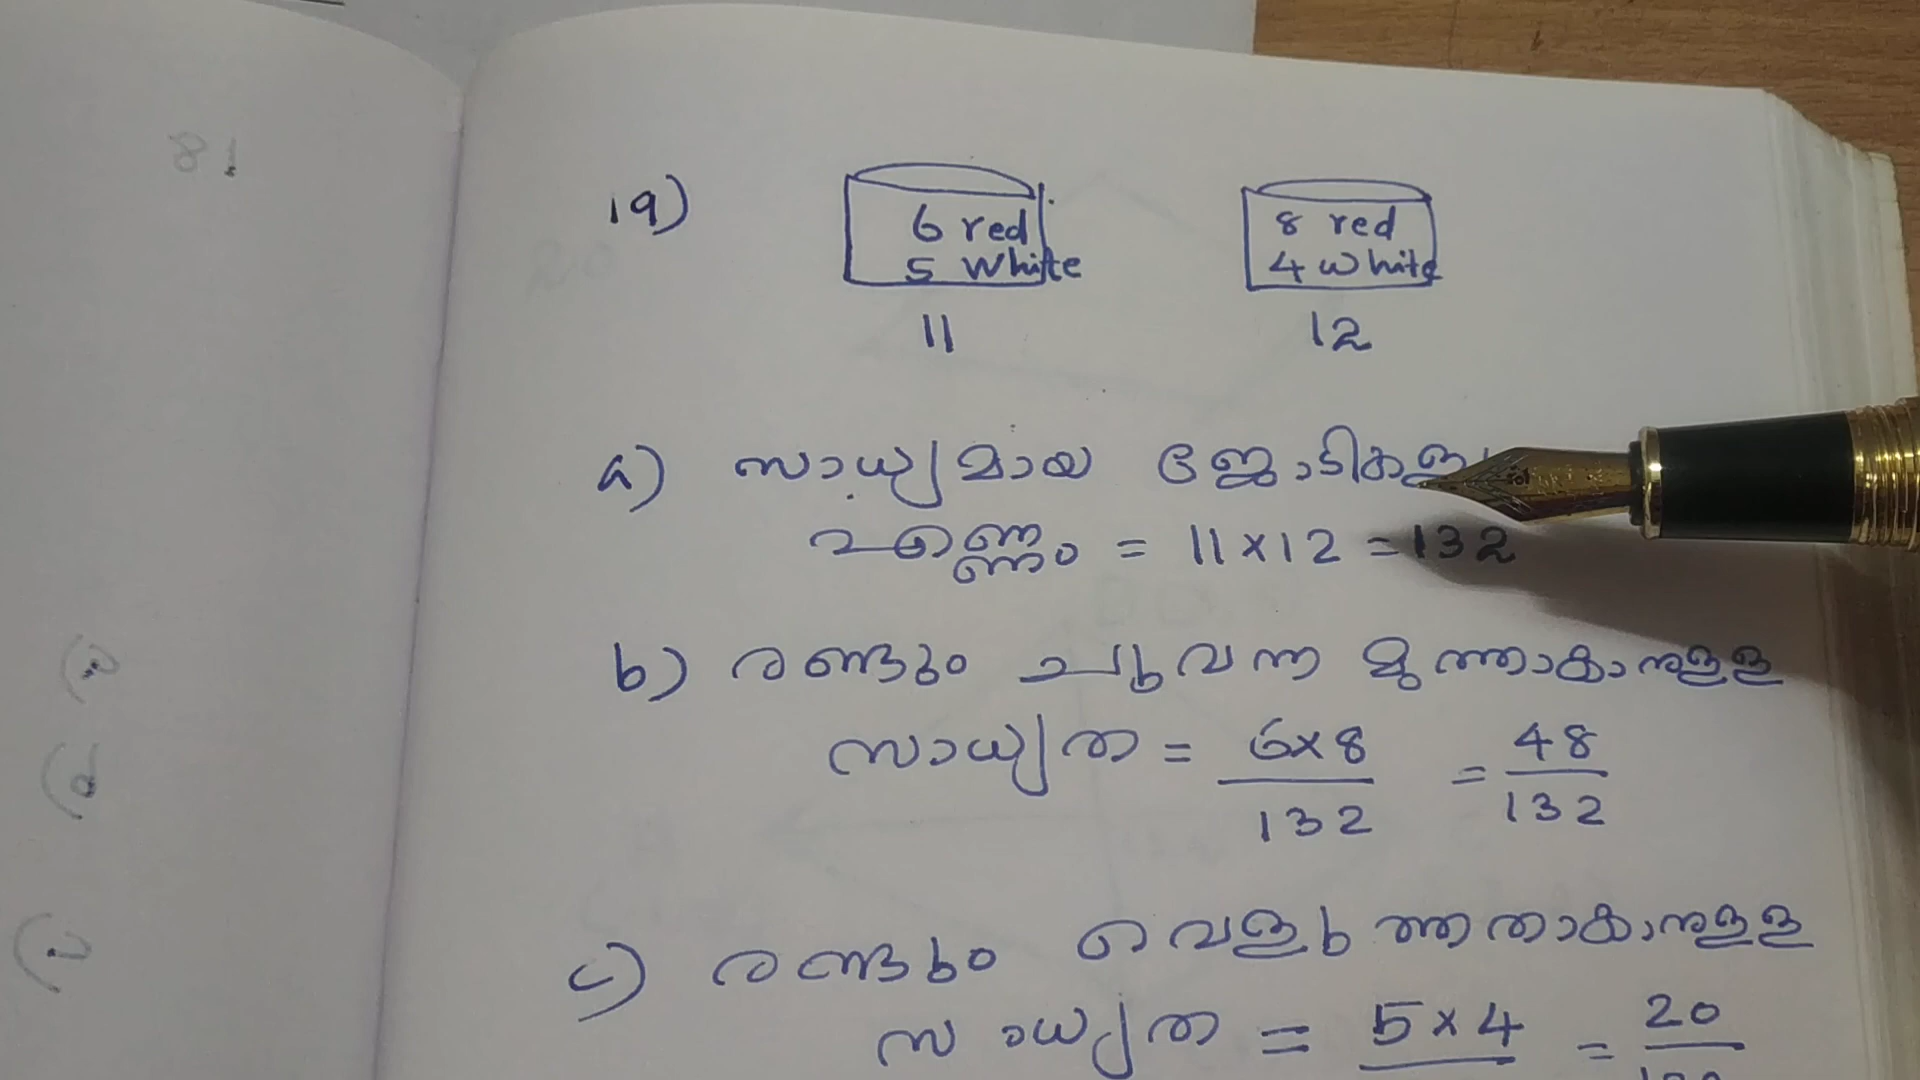 19)
6 red
5 White
8 red
4 White
11
12
a) സാധ്യമായ ജോടികളു
എണ്ണം = 11 × 12 = 132
b) രണ്ടും ചുവന്ന മുത്താകാനുള്ള
സാധ്യത = 6×8 / 132 = 48 / 132
c) രണ്ടും വെളുത്തതാകാനുള്ള
സാധ്യത = 5 × 4 = 20